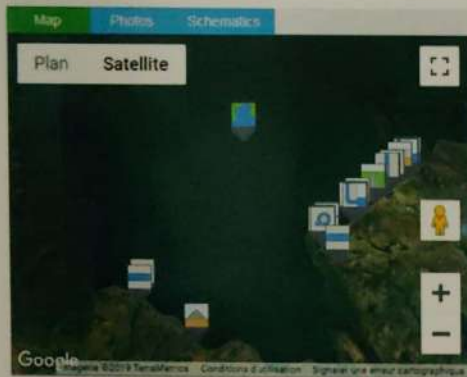 Map Photos Schematics
Plan Satellite
+
−
Google
Imagerie ©2019 TerraMetrics Conditions d'utilisation Signaler une erreur cartographique